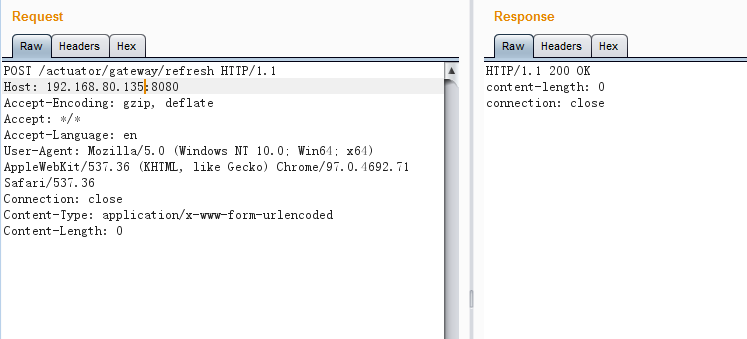 Request
Raw Headers Hex
POST /actuator/gateway/refresh HTTP/1.1
Host: 192.168.80.135:8080
Accept-Encoding: gzip, deflate
Accept: */*
Accept-Language: en
User-Agent: Mozilla/5.0 (Windows NT 10.0; Win64; x64)
AppleWebKit/537.36 (KHTML, like Gecko) Chrome/97.0.4692.71
Safari/537.36
Connection: close
Content-Type: application/x-www-form-urlencoded
Content-Length: 0
Response
Raw Headers Hex
HTTP/1.1 200 OK
content-length: 0
connection: close